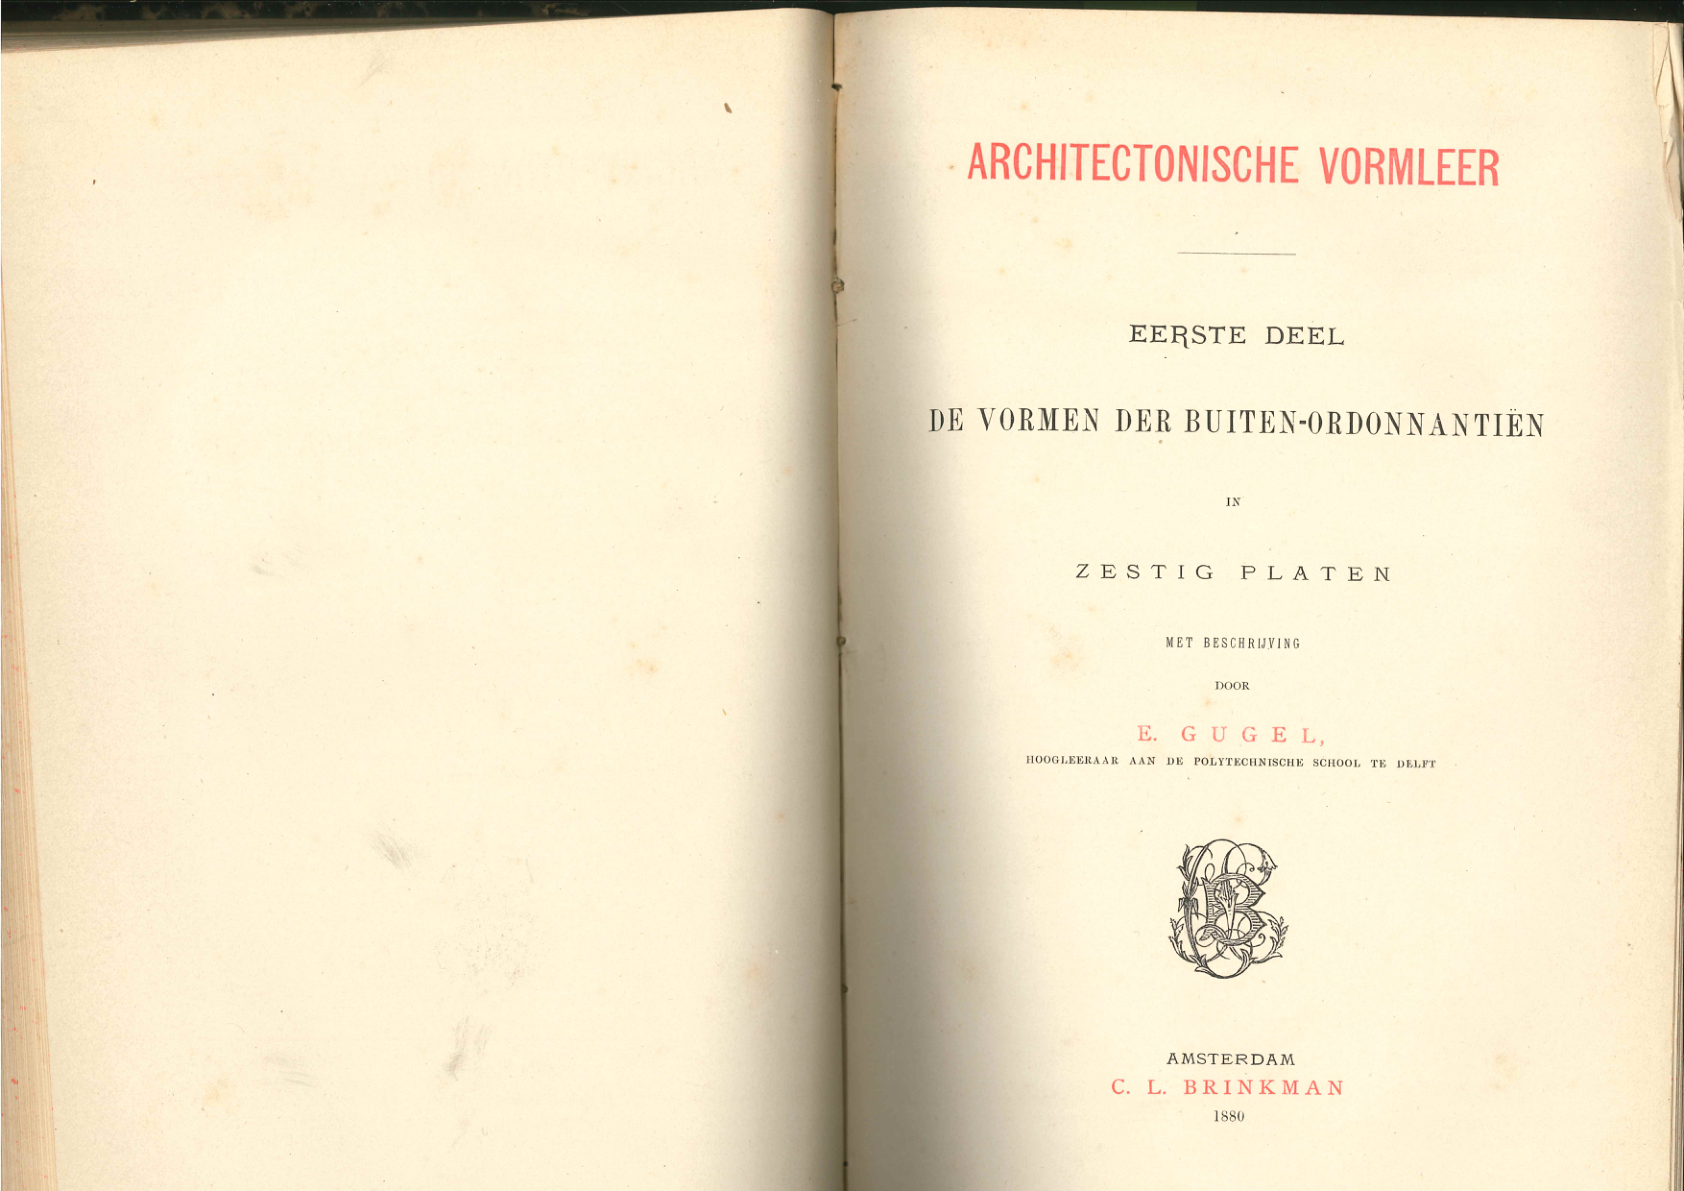 ARCHITECTONISCHE VORMLEER
EERSTE DEEL
DE VORMEN DER BUITEN-ORDONNANTIËN
IN
ZESTIG PLATEN
MET BESCHRIJVING
DOOR
E. GUGEL,
HOOGLEERAAR AAN DE POLYTECHNISCHE SCHOOL TE DELFT
AMSTERDAM
C. L. BRINKMAN
1880